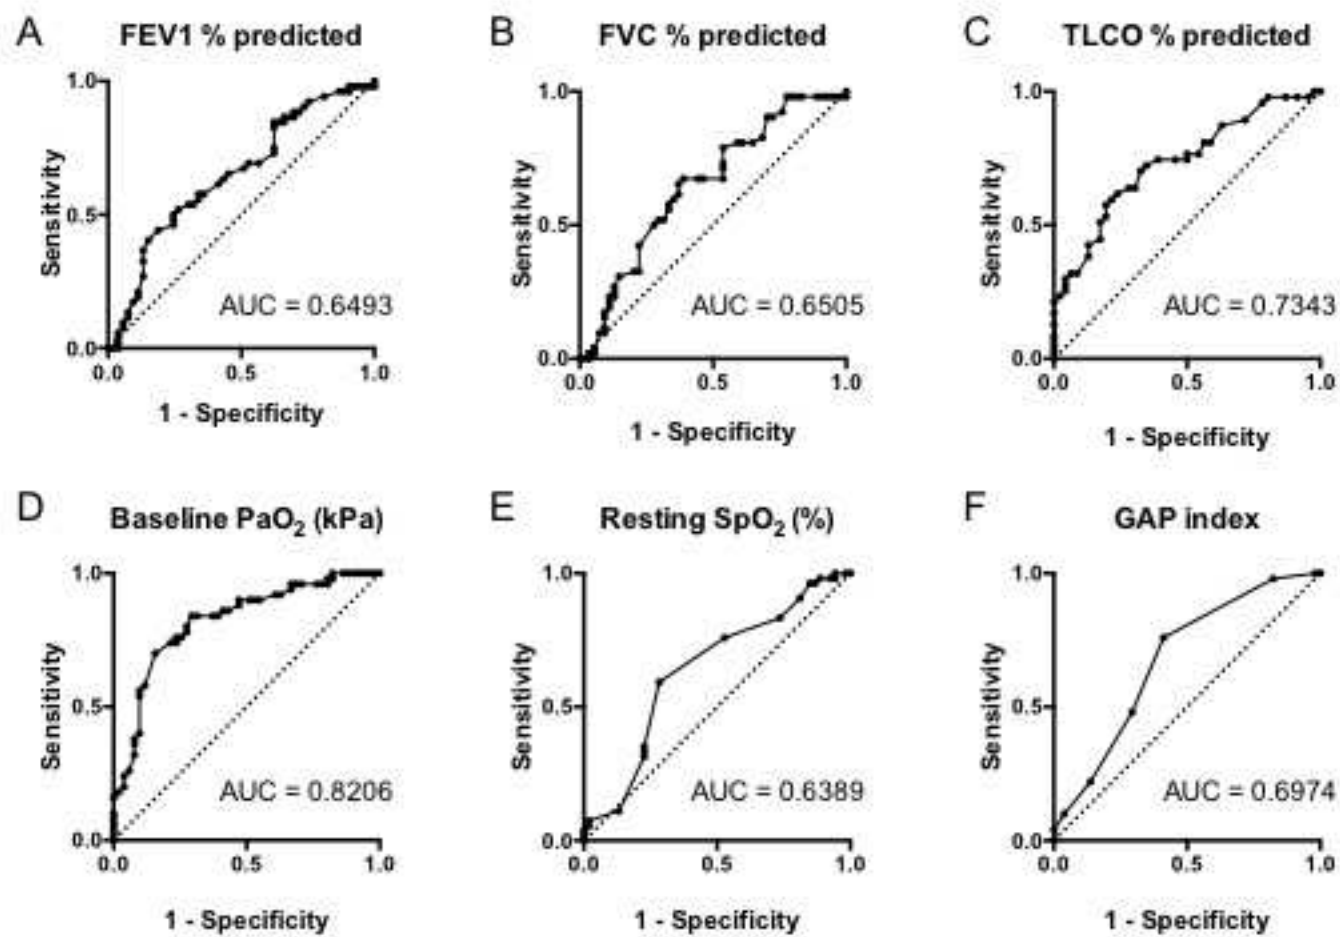 A
FEV1 % predicted
1.0
0.5
0.0
0.0 0.5 1.0
Sensitivity
1 - Specificity
AUC = 0.6493
B
FVC % predicted
1.0
0.5
0.0
0.0 0.5 1.0
Sensitivity
1 - Specificity
AUC = 0.6505
C
TLCO % predicted
1.0
0.5
0.0
0.0 0.5 1.0
Sensitivity
1 - Specificity
AUC = 0.7343
D
Baseline PaO₂ (kPa)
1.0
0.5
0.0
0.0 0.5 1.0
Sensitivity
1 - Specificity
AUC = 0.8206
E
Resting SpO₂ (%)
1.0
0.5
0.0
0.0 0.5 1.0
Sensitivity
1 - Specificity
AUC = 0.6389
F
GAP index
1.0
0.5
0.0
0.0 0.5 1.0
Sensitivity
1 - Specificity
AUC = 0.6974